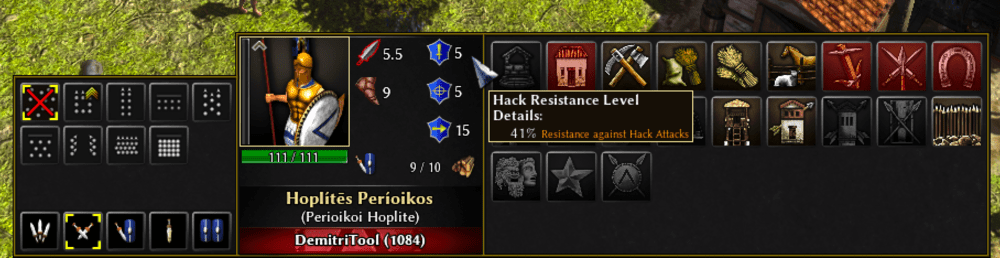 5.5
5
9
5
15
111 / 111
9 / 10
Hoplítēs Períoikos
(Perioikoi Hoplite)
DemitriTool (1084)
Hack Resistance Level
Details:
41% Resistance against Hack Attacks